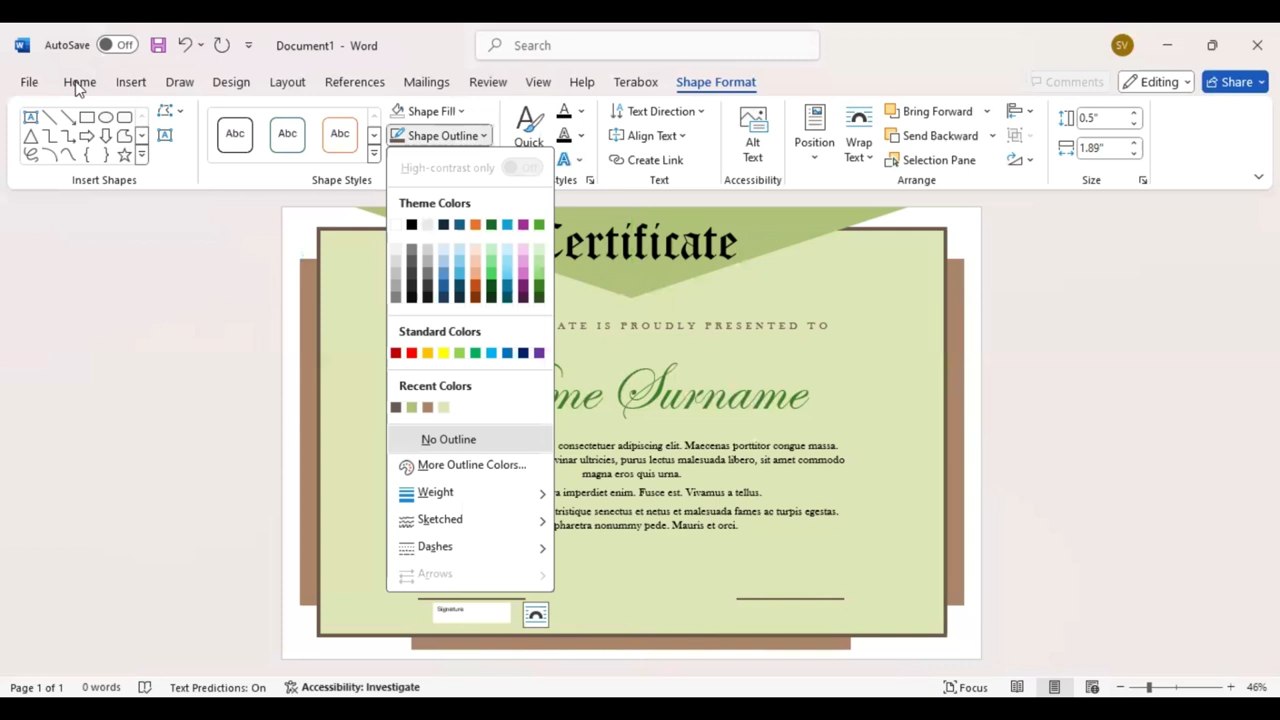 AutoSave Off
Document1 - Word
Search
SV
File Home Insert Draw Design Layout References Mailings Review View Help Terabox Shape Format
Comments Editing Share
Abc Abc Abc
Shape Fill
Shape Outline
Quick
Text Direction
Align Text
Create Link
Alt
Text
Position
Wrap
Text
Bring Forward
Send Backward
Selection Pane
0.5"
1.89"
Insert Shapes
Shape Styles
Text
Accessibility
Arrange
Size
High-contrast only Off
Theme Colors
Standard Colors
Recent Colors
No Outline
More Outline Colors...
Weight
Sketched
Dashes
Arrows
Certificate
ATE IS PROUDLY PRESENTED TO
me Surname
consectetuer adipiscing elit. Maecenas porttitor congue massa.
vinar ultricies, purus lectus malesuada libero, sit amet commodo
magna eros quis urna.
ra imperdiet enim. Fusce est. Vivamus a tellus.
tristique senectus et netus et malesuada fames ac turpis egestas.
pharetra nonummy pede. Mauris et orci.
Signature
Page 1 of 1 0 words Text Predictions: On Accessibility: Investigate Focus 46%